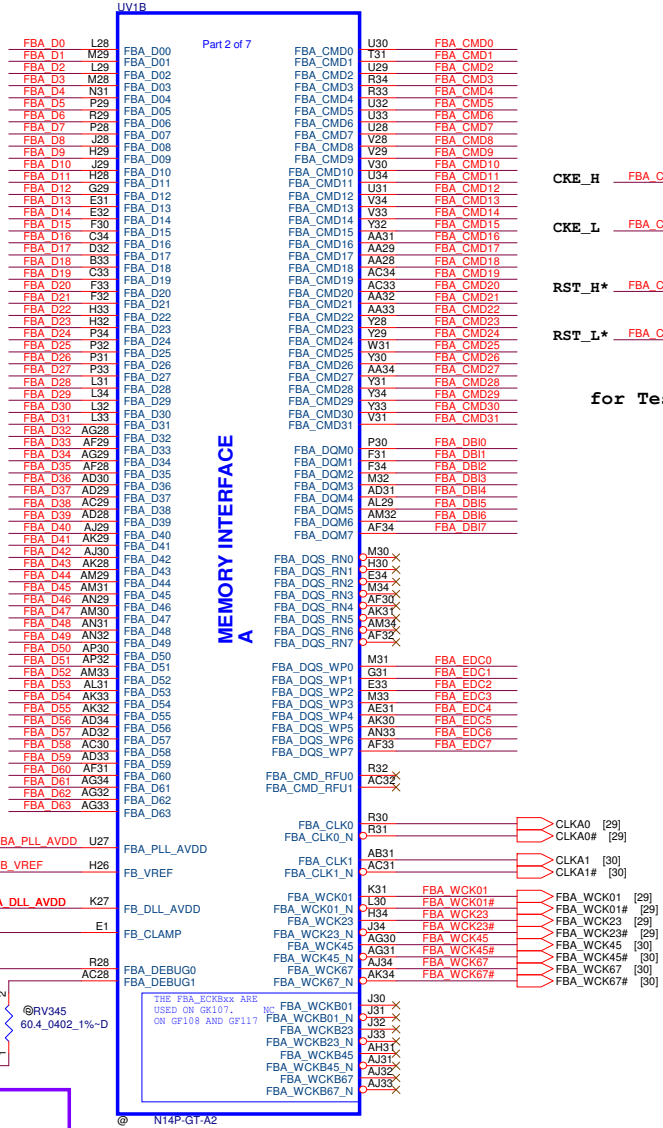 UV1B
Part 2 of 7
FBA_D0 L28 FBA_D00
FBA_D1 M29 FBA_D01
FBA_D2 L29 FBA_D02
FBA_D3 M28 FBA_D03
FBA_D4 N31 FBA_D04
FBA_D5 P29 FBA_D05
FBA_D6 R29 FBA_D06
FBA_D7 P28 FBA_D07
FBA_D8 J28 FBA_D08
FBA_D9 H29 FBA_D09
FBA_D10 J29 FBA_D10
FBA_D11 H28 FBA_D11
FBA_D12 G29 FBA_D12
FBA_D13 E31 FBA_D13
FBA_D14 E32 FBA_D14
FBA_D15 F30 FBA_D15
FBA_D16 C34 FBA_D16
FBA_D17 D32 FBA_D17
FBA_D18 B33 FBA_D18
FBA_D19 C33 FBA_D19
FBA_D20 F33 FBA_D20
FBA_D21 F32 FBA_D21
FBA_D22 H33 FBA_D22
FBA_D23 H32 FBA_D23
FBA_D24 P34 FBA_D24
FBA_D25 P32 FBA_D25
FBA_D26 P31 FBA_D26
FBA_D27 P33 FBA_D27
FBA_D28 L31 FBA_D28
FBA_D29 L34 FBA_D29
FBA_D30 L32 FBA_D30
FBA_D31 L33 FBA_D31
FBA_D32 AG28 FBA_D32
FBA_D33 AF29 FBA_D33
FBA_D34 AG29 FBA_D34
FBA_D35 AF28 FBA_D35
FBA_D36 AD30 FBA_D36
FBA_D37 AD29 FBA_D37
FBA_D38 AC29 FBA_D38
FBA_D39 AD28 FBA_D39
FBA_D40 AJ29 FBA_D40
FBA_D41 AK29 FBA_D41
FBA_D42 AJ30 FBA_D42
FBA_D43 AK28 FBA_D43
FBA_D44 AM29 FBA_D44
FBA_D45 AM31 FBA_D45
FBA_D46 AN29 FBA_D46
FBA_D47 AM30 FBA_D47
FBA_D48 AN31 FBA_D48
FBA_D49 AN32 FBA_D49
FBA_D50 AP30 FBA_D50
FBA_D51 AP32 FBA_D51
FBA_D52 AM33 FBA_D52
FBA_D53 AL31 FBA_D53
FBA_D54 AK33 FBA_D54
FBA_D55 AK32 FBA_D55
FBA_D56 AD34 FBA_D56
FBA_D57 AD32 FBA_D57
FBA_D58 AC30 FBA_D58
FBA_D59 AD33 FBA_D59
FBA_D60 AF31 FBA_D60
FBA_D61 AG34 FBA_D61
FBA_D62 AG32 FBA_D62
FBA_D63 AG33 FBA_D63
BA_PLL_AVDD U27 FBA_PLL_AVDD
B_VREF H26 FB_VREF
_DLL_AVDD K27 FB_DLL_AVDD
E1 FB_CLAMP
R28 FBA_DEBUG0
AC28 FBA_DEBUG1
2
@RV345
60.4_0402_1%~D
1
MEMORY INTERFACE
A
FBA_CMD0 U30 FBA_CMD0
FBA_CMD1 T31 FBA_CMD1
FBA_CMD2 U29 FBA_CMD2
FBA_CMD3 R34 FBA_CMD3
FBA_CMD4 R33 FBA_CMD4
FBA_CMD5 U32 FBA_CMD5
FBA_CMD6 U33 FBA_CMD6
FBA_CMD7 U28 FBA_CMD7
FBA_CMD8 V28 FBA_CMD8
FBA_CMD9 V29 FBA_CMD9
FBA_CMD10 V30 FBA_CMD10
FBA_CMD11 U34 FBA_CMD11
FBA_CMD12 U31 FBA_CMD12
FBA_CMD13 V34 FBA_CMD13
FBA_CMD14 V33 FBA_CMD14
FBA_CMD15 Y32 FBA_CMD15
FBA_CMD16 AA31 FBA_CMD16
FBA_CMD17 AA29 FBA_CMD17
FBA_CMD18 AA28 FBA_CMD18
FBA_CMD19 AC34 FBA_CMD19
FBA_CMD20 AC33 FBA_CMD20
FBA_CMD21 AA32 FBA_CMD21
FBA_CMD22 AA33 FBA_CMD22
FBA_CMD23 Y28 FBA_CMD23
FBA_CMD24 Y29 FBA_CMD24
FBA_CMD25 W31 FBA_CMD25
FBA_CMD26 Y30 FBA_CMD26
FBA_CMD27 AA34 FBA_CMD27
FBA_CMD28 Y31 FBA_CMD28
FBA_CMD29 Y34 FBA_CMD29
FBA_CMD30 Y33 FBA_CMD30
FBA_CMD31 V31 FBA_CMD31
FBA_DQM0 P30 FBA_DBI0
FBA_DQM1 F31 FBA_DBI1
FBA_DQM2 F34 FBA_DBI2
FBA_DQM3 M32 FBA_DBI3
FBA_DQM4 AD31 FBA_DBI4
FBA_DQM5 AL29 FBA_DBI5
FBA_DQM6 AM32 FBA_DBI6
FBA_DQM7 AF34 FBA_DBI7
FBA_DQS_RN0 M30
FBA_DQS_RN1 H30
FBA_DQS_RN2 E34
FBA_DQS_RN3 M34
FBA_DQS_RN4 AF30
FBA_DQS_RN5 AK31
FBA_DQS_RN6 AM34
FBA_DQS_RN7 AF32
FBA_DQS_WP0 M31 FBA_EDC0
FBA_DQS_WP1 G31 FBA_EDC1
FBA_DQS_WP2 E33 FBA_EDC2
FBA_DQS_WP3 M33 FBA_EDC3
FBA_DQS_WP4 AE31 FBA_EDC4
FBA_DQS_WP5 AK30 FBA_EDC5
FBA_DQS_WP6 AN33 FBA_EDC6
FBA_DQS_WP7 AF33 FBA_EDC7
FBA_CMD_RFU0 R32
FBA_CMD_RFU1 AC32
FBA_CLK0 R30 CLKA0 [29]
FBA_CLK0_N R31 CLKA0# [29]
FBA_CLK1 AB31 CLKA1 [30]
FBA_CLK1_N AC31 CLKA1# [30]
FBA_WCK01 K31 FBA_WCK01 FBA_WCK01 [29]
FBA_WCK01_N L30 FBA_WCK01# FBA_WCK01# [29]
FBA_WCK23 H34 FBA_WCK23 FBA_WCK23 [29]
FBA_WCK23_N J34 FBA_WCK23# FBA_WCK23# [29]
FBA_WCK45 AG30 FBA_WCK45 FBA_WCK45 [30]
FBA_WCK45_N AG31 FBA_WCK45# FBA_WCK45# [30]
FBA_WCK67 AJ34 FBA_WCK67 FBA_WCK67 [30]
FBA_WCK67_N AK34 FBA_WCK67# FBA_WCK67# [30]
THE FBA_ECKBxx ARE
USED ON GK107. NC
ON GF108 AND GF117
FBA_WCKB01 J30
FBA_WCKB01_N J31
FBA_WCKB23 J32
FBA_WCKB23_N J33
FBA_WCKB45 AH31
FBA_WCKB45_N AJ31
FBA_WCKB67 AJ32
FBA_WCKB67_N AJ33
@ N14P-GT-A2
CKE_H FBA_C
CKE_L FBA_C
RST_H* FBA_C
RST_L* FBA_C
for Tes